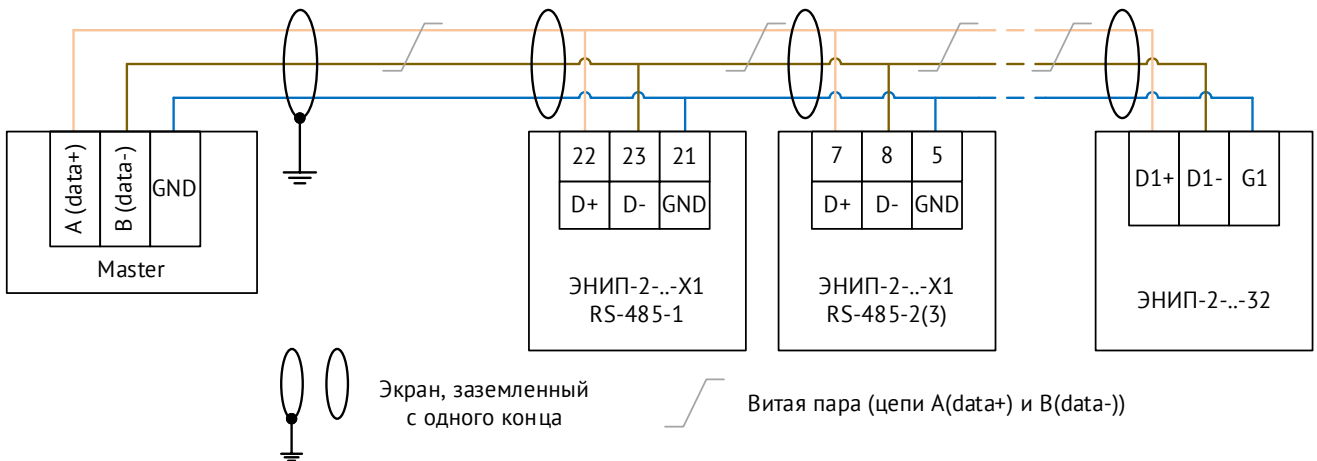 A (data+)
B (data-)
GND
Master
22 23 21
D+ D- GND
ЭНИП-2-..-X1
RS-485-1
7 8 5
D+ D- GND
ЭНИП-2-..-X1
RS-485-2(3)
D1+ D1- G1
ЭНИП-2-..-32
Экран, заземленный
с одного конца
Витая пара (цепи A(data+) и B(data-))